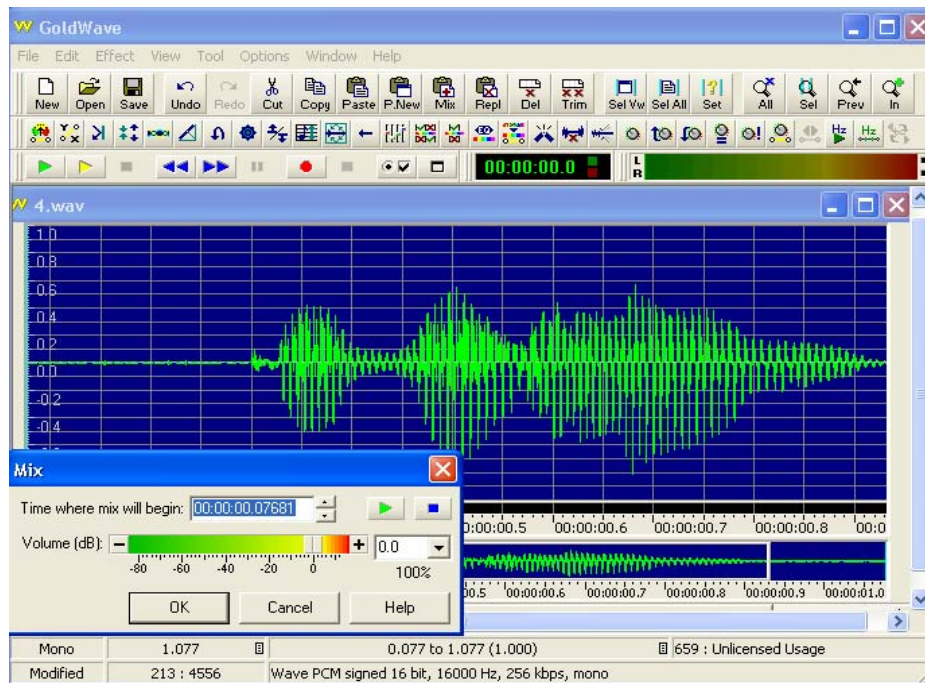 GoldWave
File Edit Effect View Tool Options Window Help
New Open Save Undo Redo Cut Copy Paste P.New Mix Repl Del Trim Sel Vw Sel All Set All Sel Prev In
00:00:00.0 L R
4.wav
1.0
0.8
0.6
0.4
0.2
0.0
-0.2
-0.4
Mix
Time where mix will begin: 00:00:00.07681
Volume (dB): 0.0
-80 -60 -40 -20 0 100%
OK Cancel Help
00:00:00.6 00:00:00.7 00:00:00.8
00:00:00.6 00:00:00.7 00:00:00.8 00:00:00.9 00:00:01.0
Mono 1.077 0.077 to 1.077 (1.000) 659 : Unlicensed Usage
Modified 213 : 4556 Wave PCM signed 16 bit, 16000 Hz, 256 kbps, mono